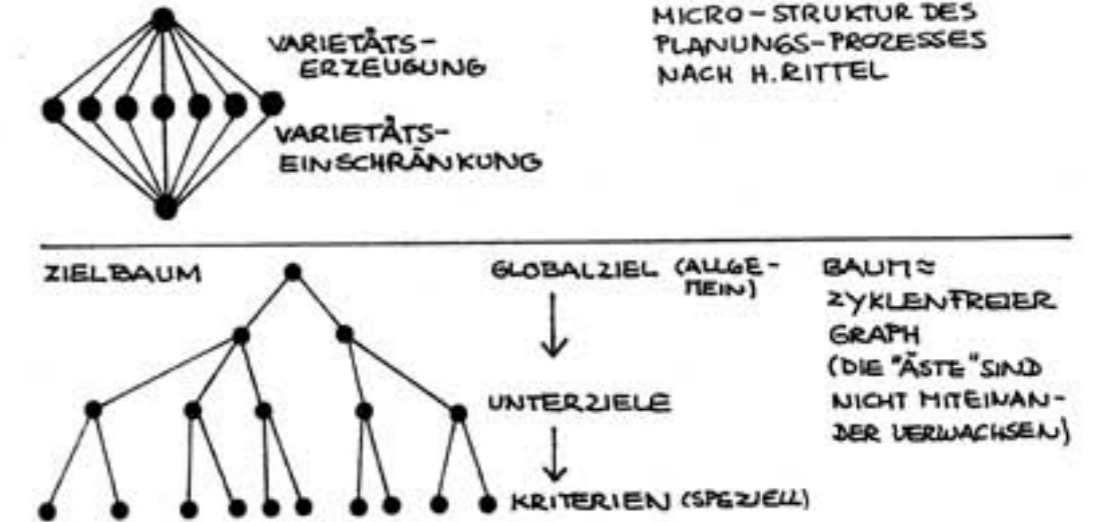 VARIETÄTS-
ERZEUGUNG
VARIETÄTS-
EINSCHRÄNKUNG
MICRO-STRUKTUR DES
PLANUNGS-PROZESSES
NACH H. RITTEL
ZIELBAUM
GLOBALZIEL (ALLGE-
MEIN)
UNTERZIELE
KRITERIEN (SPEZIELL)
BAUM ≈
ZYKLENFREIER
GRAPH
(DIE "ÄSTE" SIND
NICHT MITEINAN-
DER VERWACHSEN)